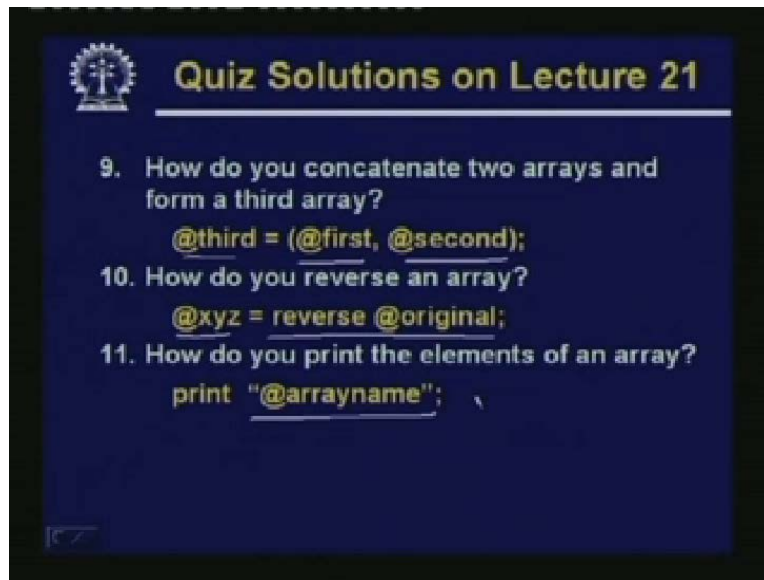 Quiz Solutions on Lecture 21
9. How do you concatenate two arrays and
form a third array?
@third = (@first, @second);
10. How do you reverse an array?
@xyz = reverse @original;
11. How do you print the elements of an array?
print “@arrayname”;